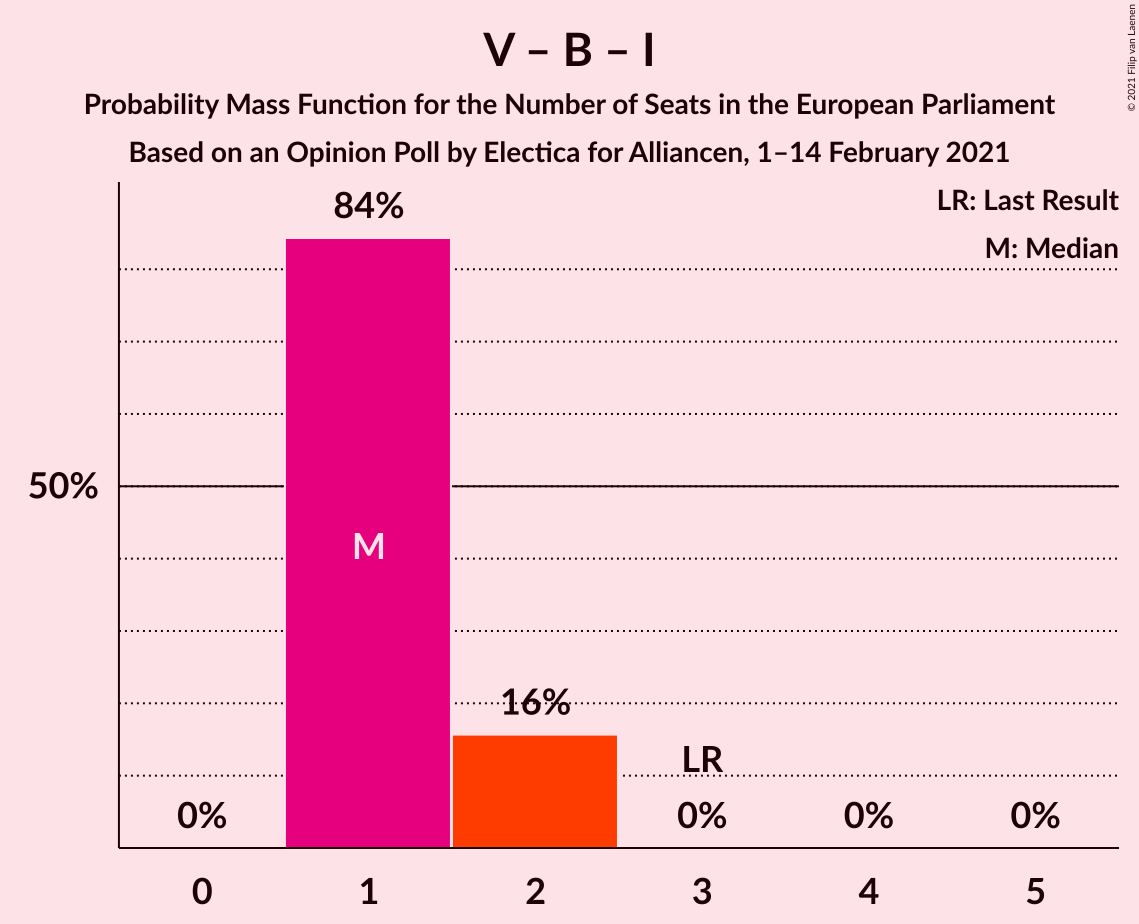 V – B – I
Probability Mass Function for the Number of Seats in the European Parliament
Based on an Opinion Poll by Electica for Alliancen, 1–14 February 2021
© 2021 Filip van Laenen
LR: Last Result
M: Median
84%
50%
M
16%
LR
0%
0%
0%
0%
0
1
2
3
4
5